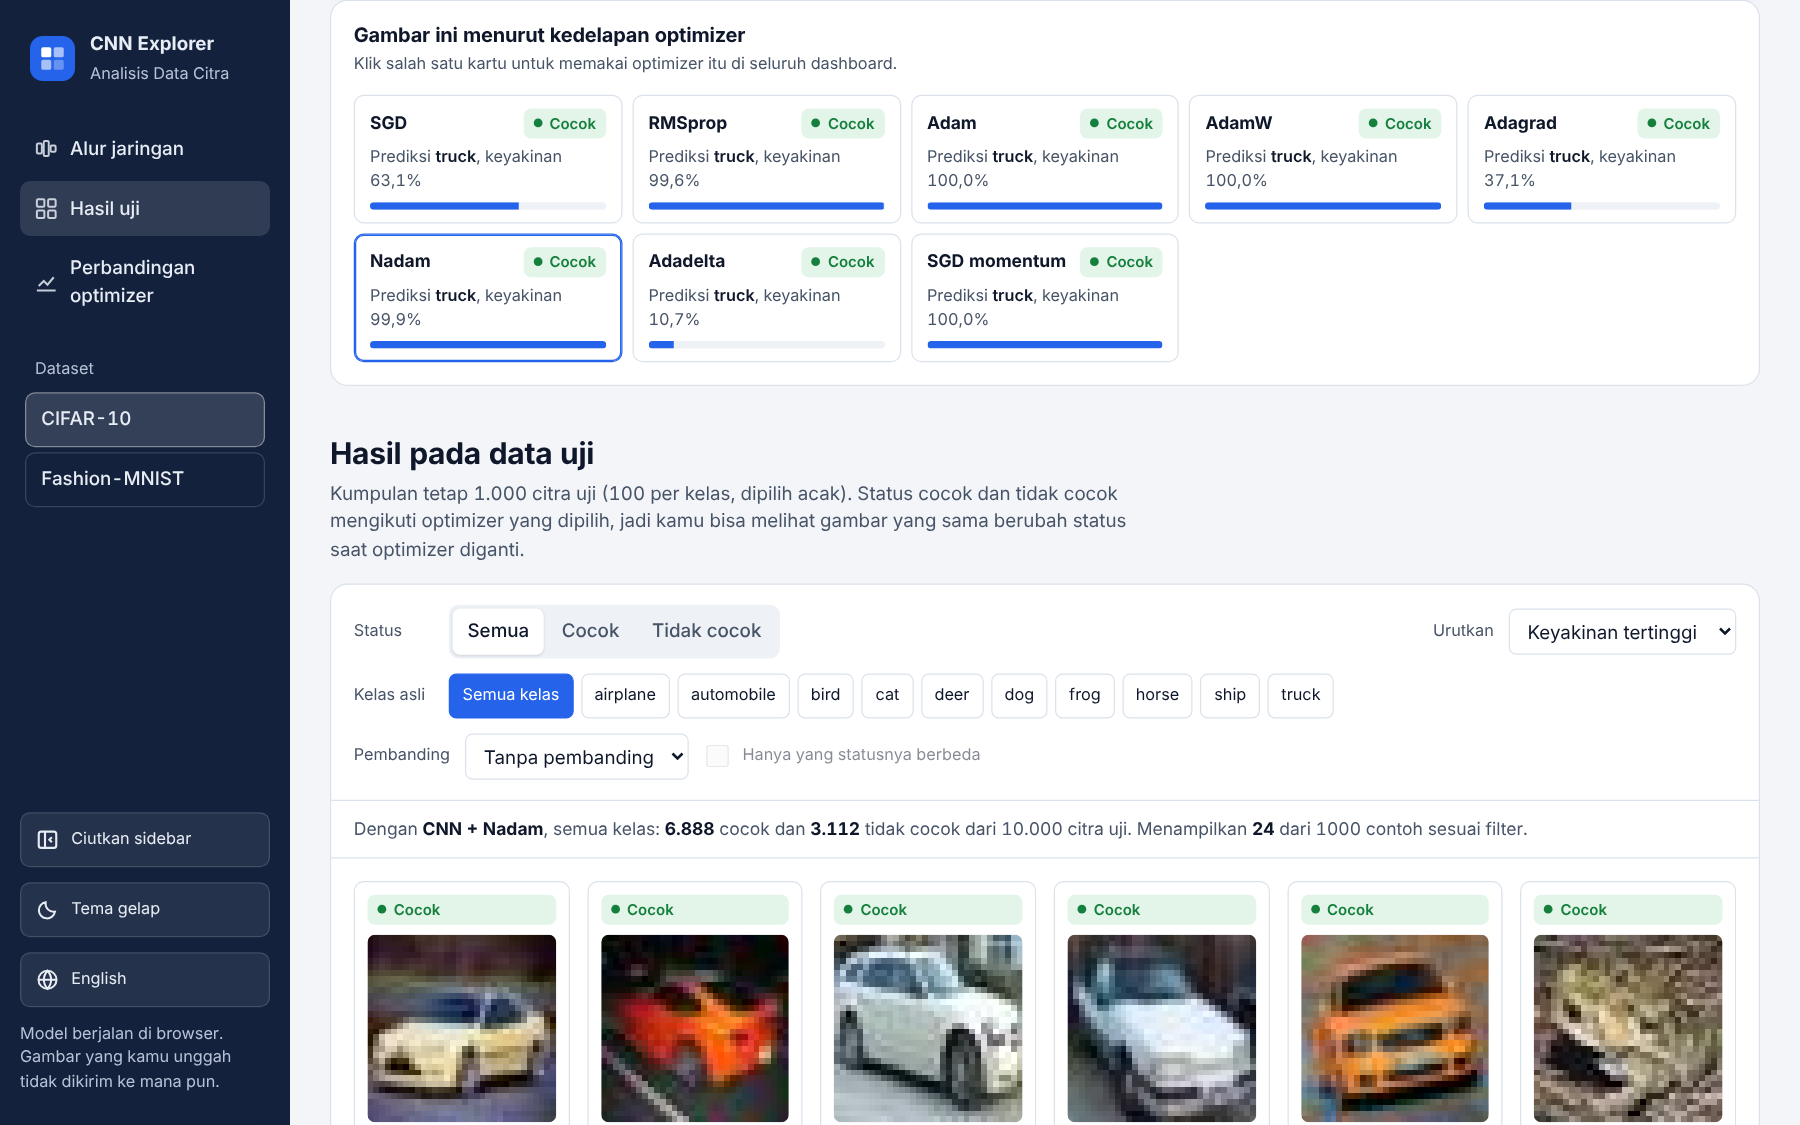 CNN Explorer
Analisis Data Citra
Alur jaringan
Hasil uji
Perbandingan
optimizer
Dataset
CIFAR-10
Fashion-MNIST
Ciutkan sidebar
Tema gelap
English
Model berjalan di browser.
Gambar yang kamu unggah
tidak dikirim ke mana pun.
Gambar ini menurut kedelapan optimizer
Klik salah satu kartu untuk memakai optimizer itu di seluruh dashboard.
SGD Cocok
Prediksi truck, keyakinan
63,1%
RMSprop Cocok
Prediksi truck, keyakinan
99,6%
Adam Cocok
Prediksi truck, keyakinan
100,0%
AdamW Cocok
Prediksi truck, keyakinan
100,0%
Adagrad Cocok
Prediksi truck, keyakinan
37,1%
Nadam Cocok
Prediksi truck, keyakinan
99,9%
Adadelta Cocok
Prediksi truck, keyakinan
10,7%
SGD momentum Cocok
Prediksi truck, keyakinan
100,0%
Hasil pada data uji
Kumpulan tetap 1.000 citra uji (100 per kelas, dipilih acak). Status cocok dan tidak cocok
mengikuti optimizer yang dipilih, jadi kamu bisa melihat gambar yang sama berubah status
saat optimizer diganti.
Status Semua Cocok Tidak cocok Urutkan Keyakinan tertinggi
Kelas asli Semua kelas airplane automobile bird cat deer dog frog horse ship truck
Pembanding Tanpa pembanding Hanya yang statusnya berbeda
Dengan CNN + Nadam, semua kelas: 6.888 cocok dan 3.112 tidak cocok dari 10.000 citra uji. Menampilkan 24 dari 1000 contoh sesuai filter.
Cocok Cocok Cocok Cocok Cocok Cocok